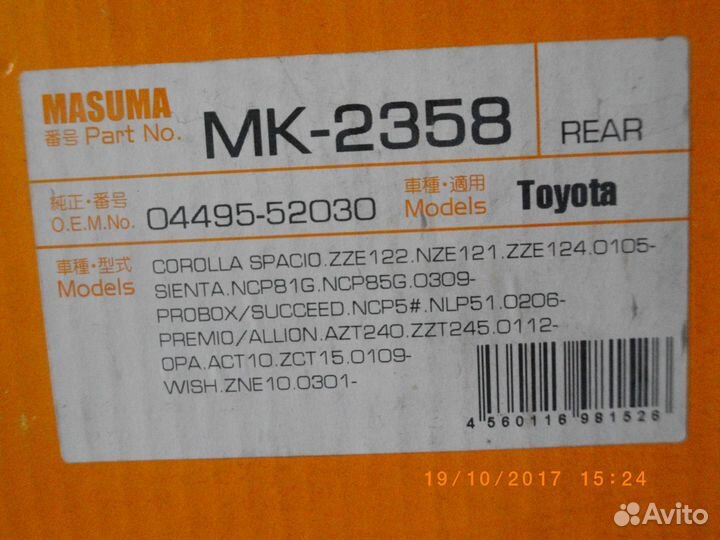 MASUMA
番号 Part No.
MK-2358
REAR
純正・番号
O.E.M.No.
04495-52030
車種・適用
Models
Toyota
車種・型式
Models
COROLLA SPACIO.ZZE122.NZE121.ZZE124.0105-
SIENTA.NCP81G.NCP85G.0309-
PROBOX/SUCCEED.NCP5#.NLP51.0206-
PREMIO/ALLION.AZT240.ZZT245.0112-
OPA.ACT10.ZCT15.0109-
WISH.ZNE10.0301-
4 560116 981526
19/10/2017 15:24
Avito